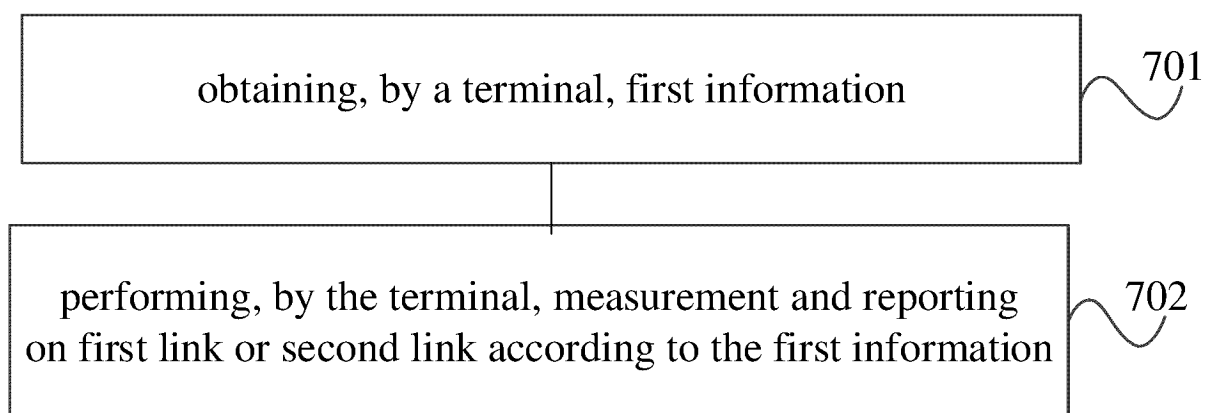 obtaining, by a terminal, first information
701
performing, by the terminal, measurement and reporting
on first link or second link according to the first information
702